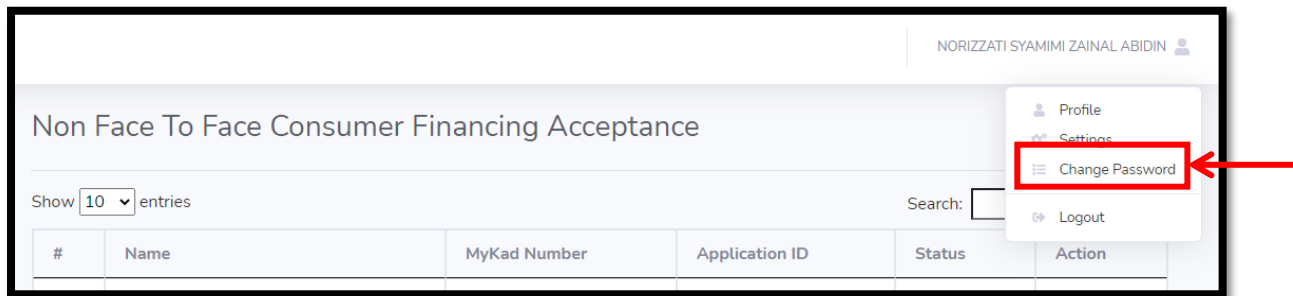 NORIZZATI SYAMIMI ZAINAL ABIDIN
Profile
Non Face To Face Consumer Financing Acceptance
Settings
Change Password
Show 10 entries
Search:
Logout
# Name MyKad Number Application ID Status Action